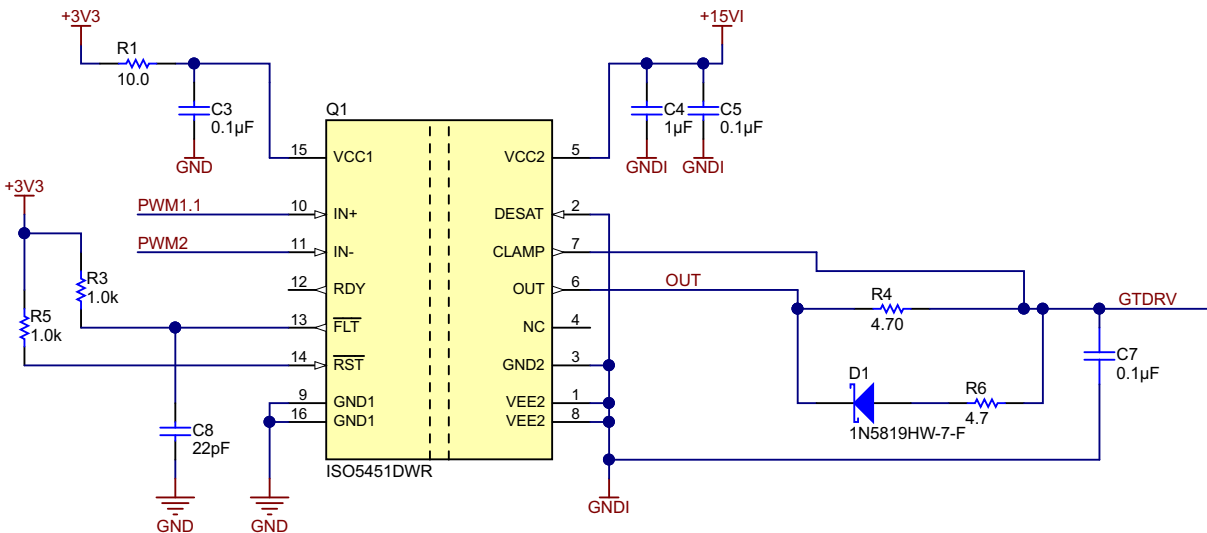 +3V3
+15VI
R1
10.0
C3
0.1µF
GND
Q1
C4
1µF
C5
0.1µF
GNDI
GNDI
15
VCC1
VCC2
5
+3V3
PWM1.1
10
IN+
DESAT
2
PWM2
11
IN-
CLAMP
7
12
RDY
OUT
6
OUT
R3
1.0k
R5
1.0k
13
FLT
NC
4
14
RST
GND2
3
9
GND1
VEE2
1
16
GND1
VEE2
8
R4
4.70
GTDRV
C7
0.1µF
D1
1N5819HW-7-F
R6
4.7
C8
22pF
ISO5451DWR
GND
GND
GNDI